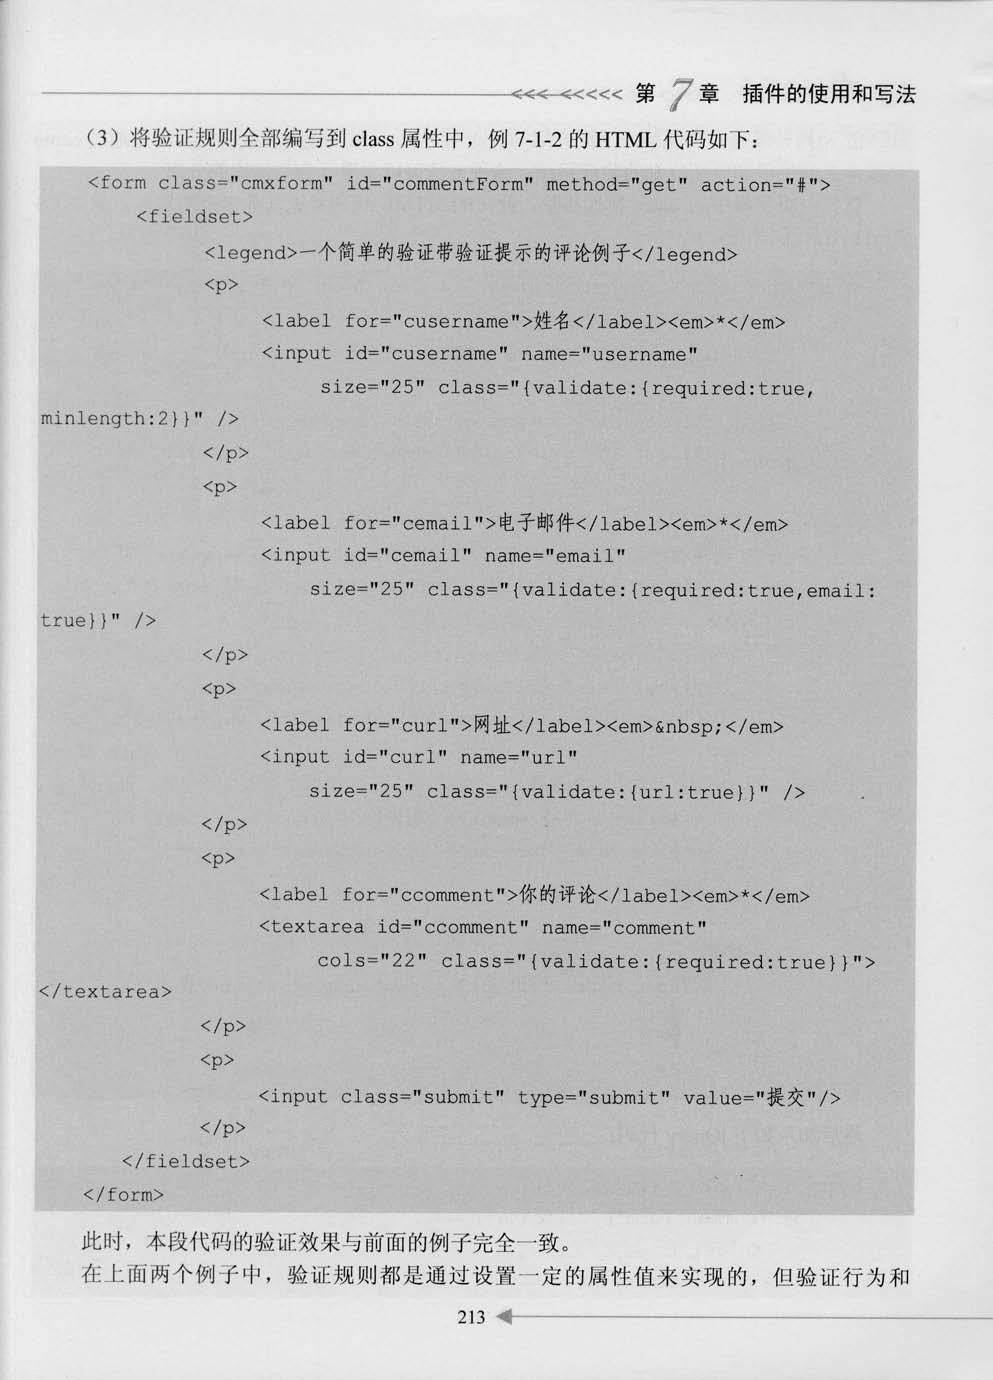 <<<-<<<<< 第7章 插件的使用和写法
（3）将验证规则全部编写到 class 属性中，例 7-1-2 的 HTML 代码如下：
<form class="cmxform" id="commentForm" method="get" action="#">
<fieldset>
<legend>一个简单的验证带验证提示的评论例子</legend>
<p>
<label for="cusername">姓名</label><em>*</em>
<input id="cusername" name="username"
size="25" class="{validate:{required:true,
minlength:2}}" />
</p>
<p>
<label for="cemail">电子邮件</label><em>*</em>
<input id="cemail" name="email"
size="25" class="{validate:{required:true,email:
true}}" />
</p>
<p>
<label for="curl">网址</label><em>&nbsp;</em>
<input id="curl" name="url"
size="25" class="{validate:{url:true}}" />
</p>
<p>
<label for="ccomment">你的评论</label><em>*</em>
<textarea id="ccomment" name="comment"
cols="22" class="{validate:{required:true}}">
</textarea>
</p>
<p>
<input class="submit" type="submit" value="提交"/>
</p>
</fieldset>
</form>
此时，本段代码的验证效果与前面的例子完全一致。
在上面两个例子中，验证规则都是通过设置一定的属性值来实现的，但验证行为和
213